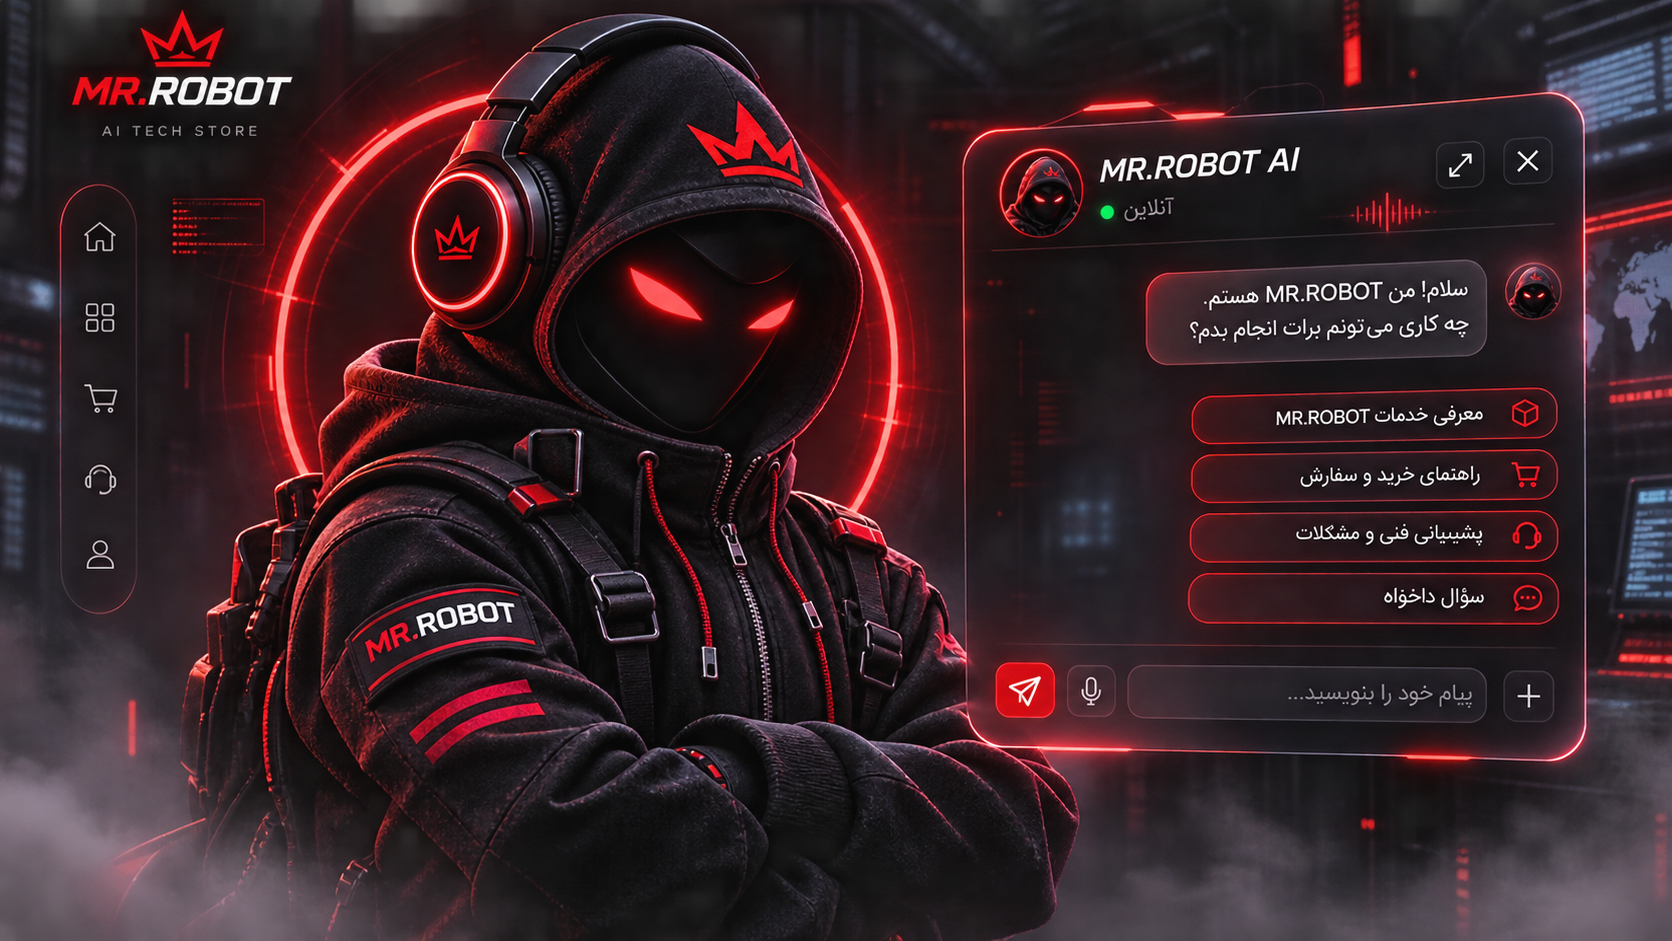 MR.ROBOT
AI TECH STORE
MR.ROBOT
MR.ROBOT AI
آنلاین
سلام! من MR.ROBOT هستم.
چه کاری می‌تونم برات انجام بدم؟
معرفی خدمات MR.ROBOT
راهنمای خرید و سفارش
پشتیبانی فنی و مشکلات
سؤال داخواه
پیام خود را بنویسید...